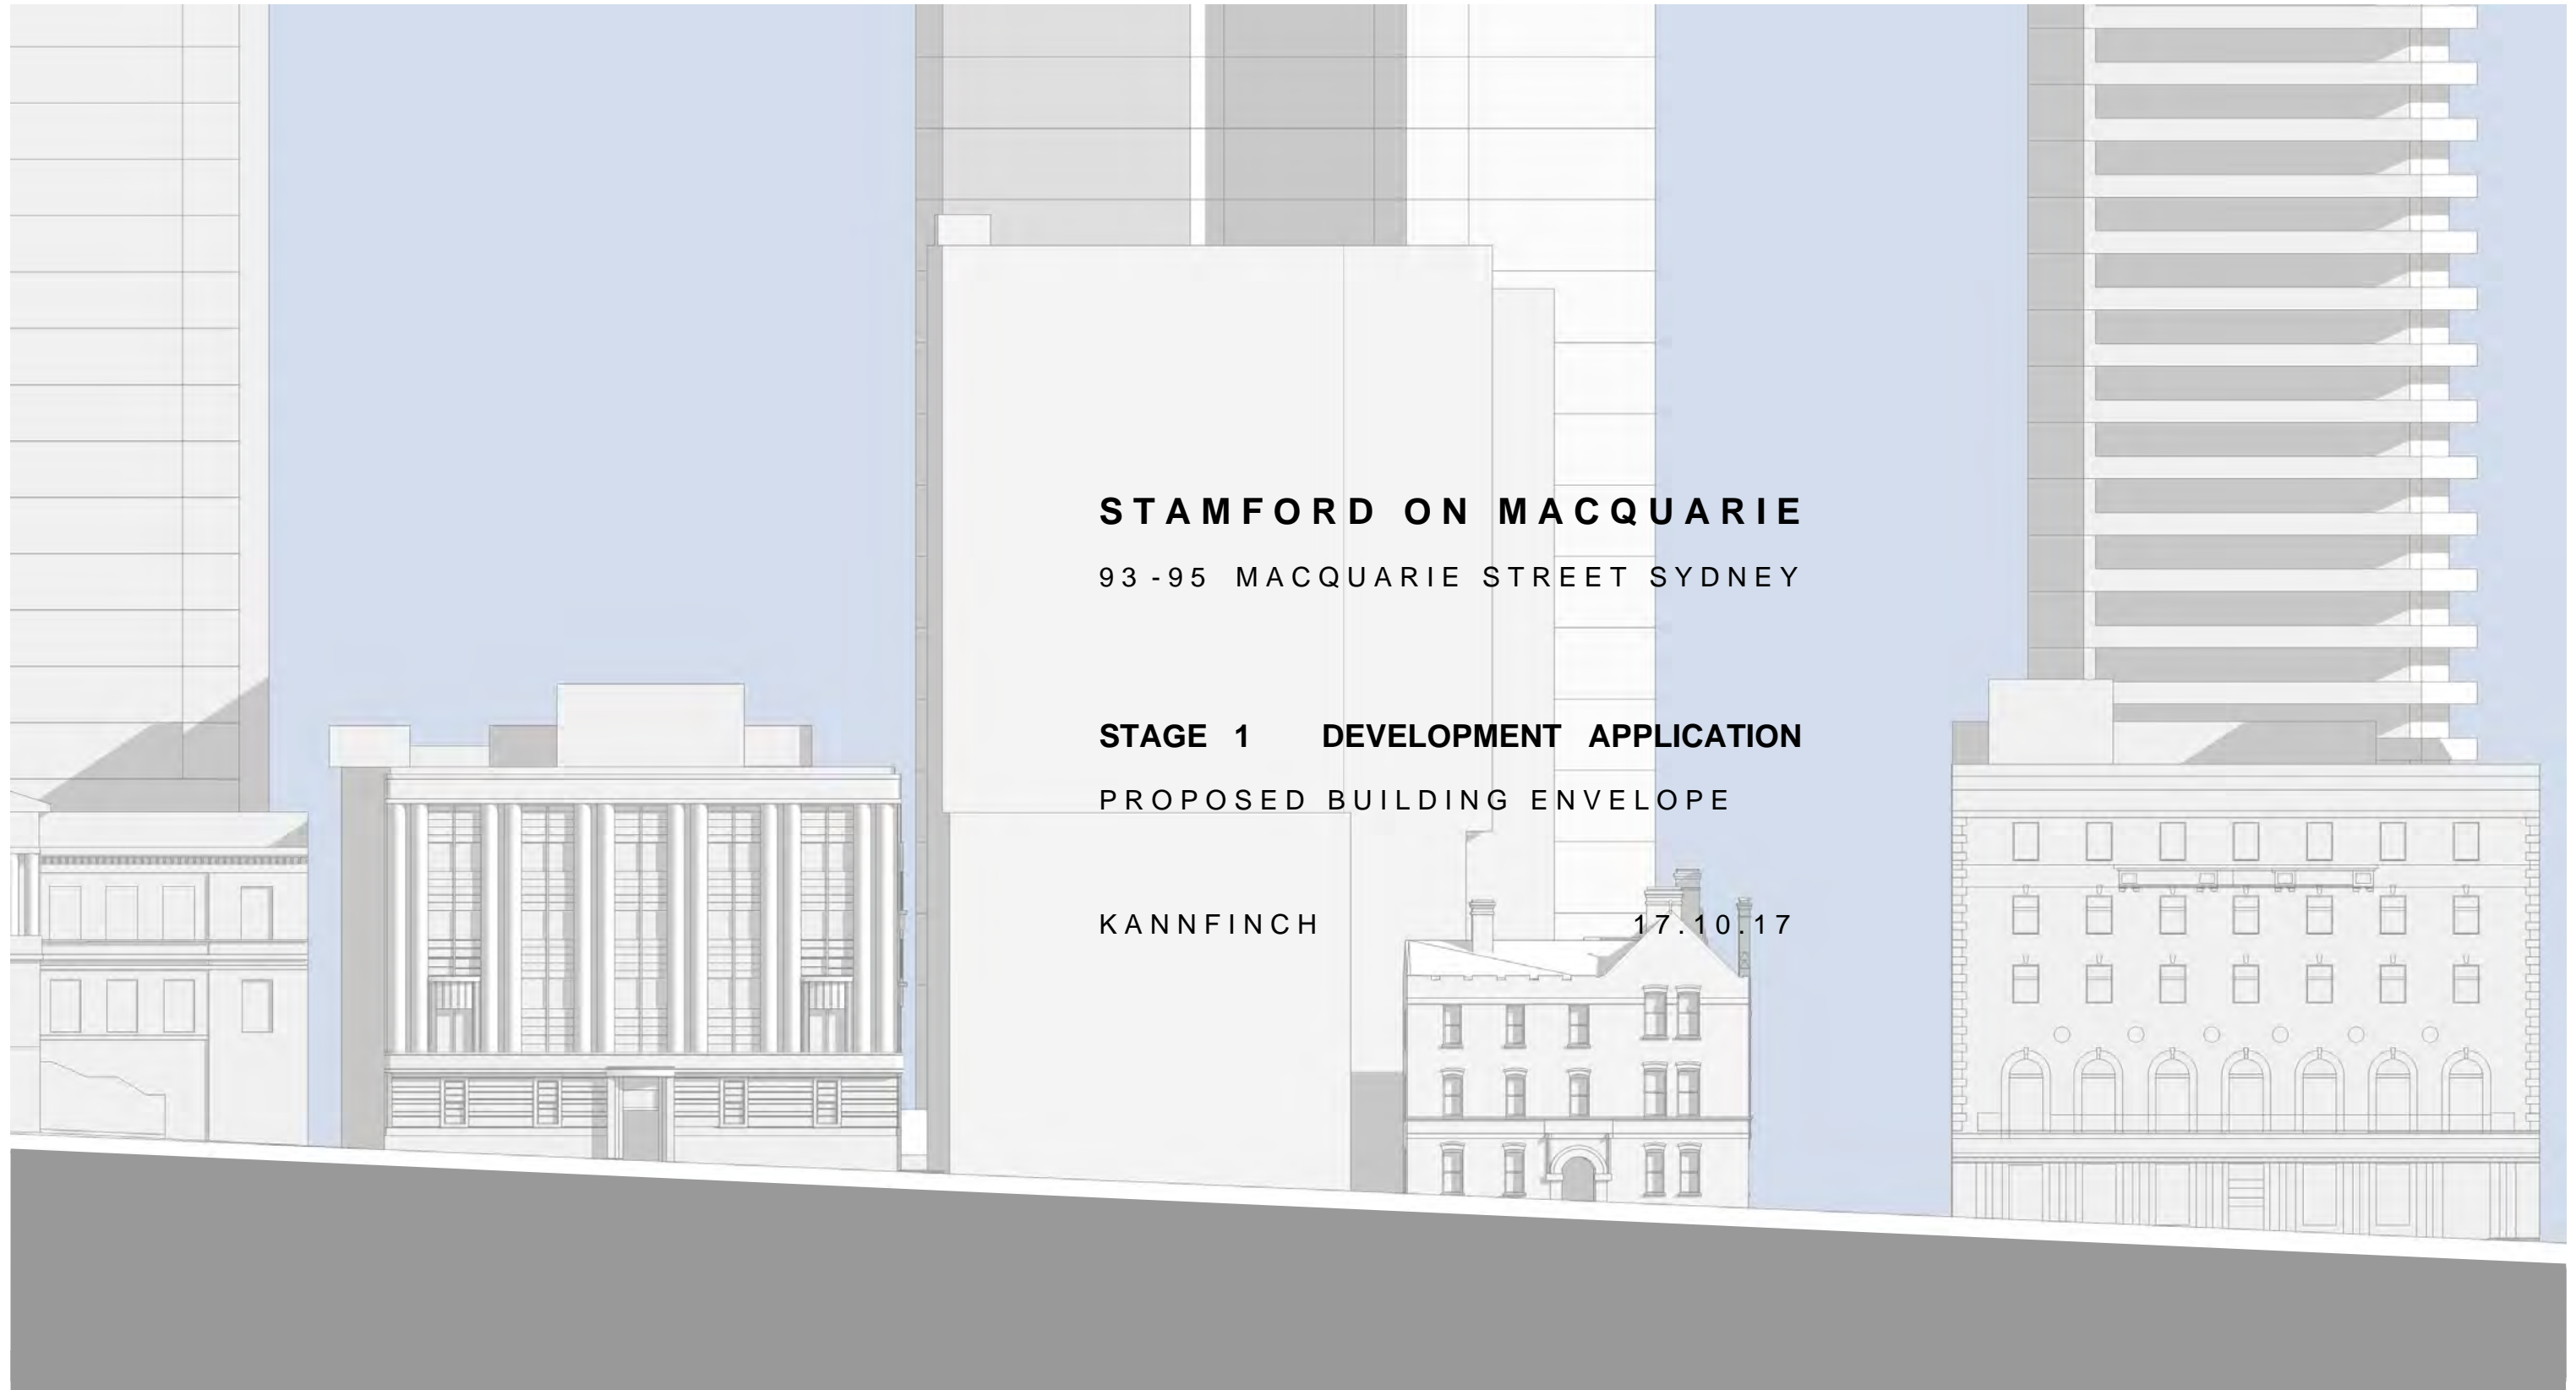 STAMFORD ON MACQUARIE
93-95 MACQUARIE STREET SYDNEY
STAGE 1 DEVELOPMENT APPLICATION
PROPOSED BUILDING ENVELOPE
KANNFINCH 17.10.17